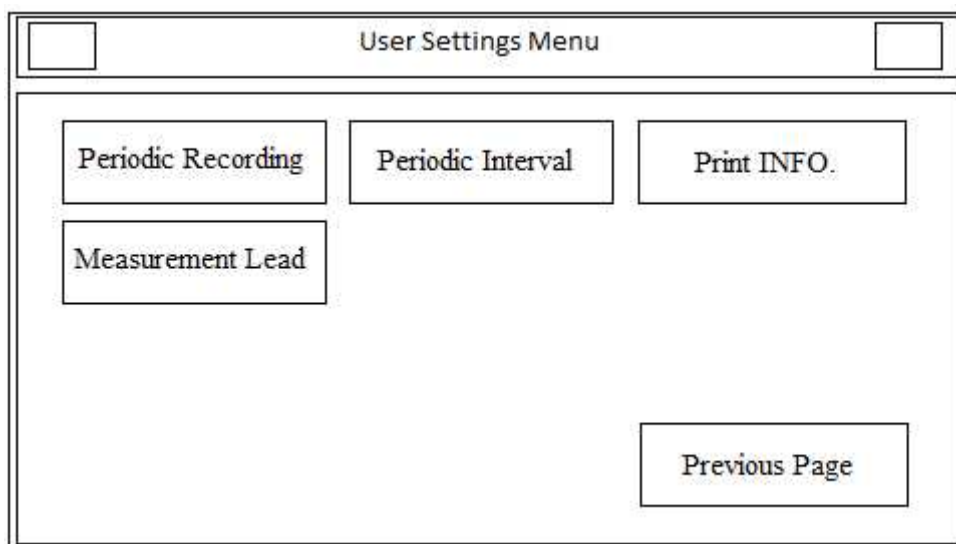 User Settings Menu
Periodic Recording
Periodic Interval
Print INFO.
Measurement Lead
Previous Page